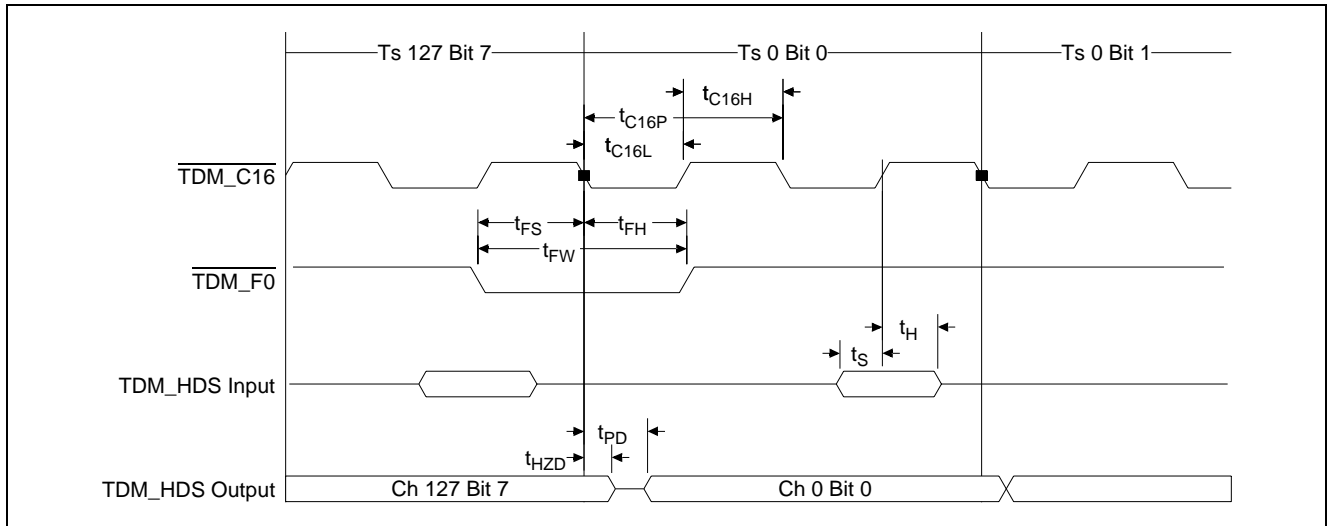 Ts 127 Bit 7 Ts 0 Bit 0 Ts 0 Bit 1
tC16H
tC16P
tC16L
TDM_C16
tFS tFH
tFW
TDM_F0
tH
tS
TDM_HDS Input
tPD
tHZD
TDM_HDS Output Ch 127 Bit 7 Ch 0 Bit 0